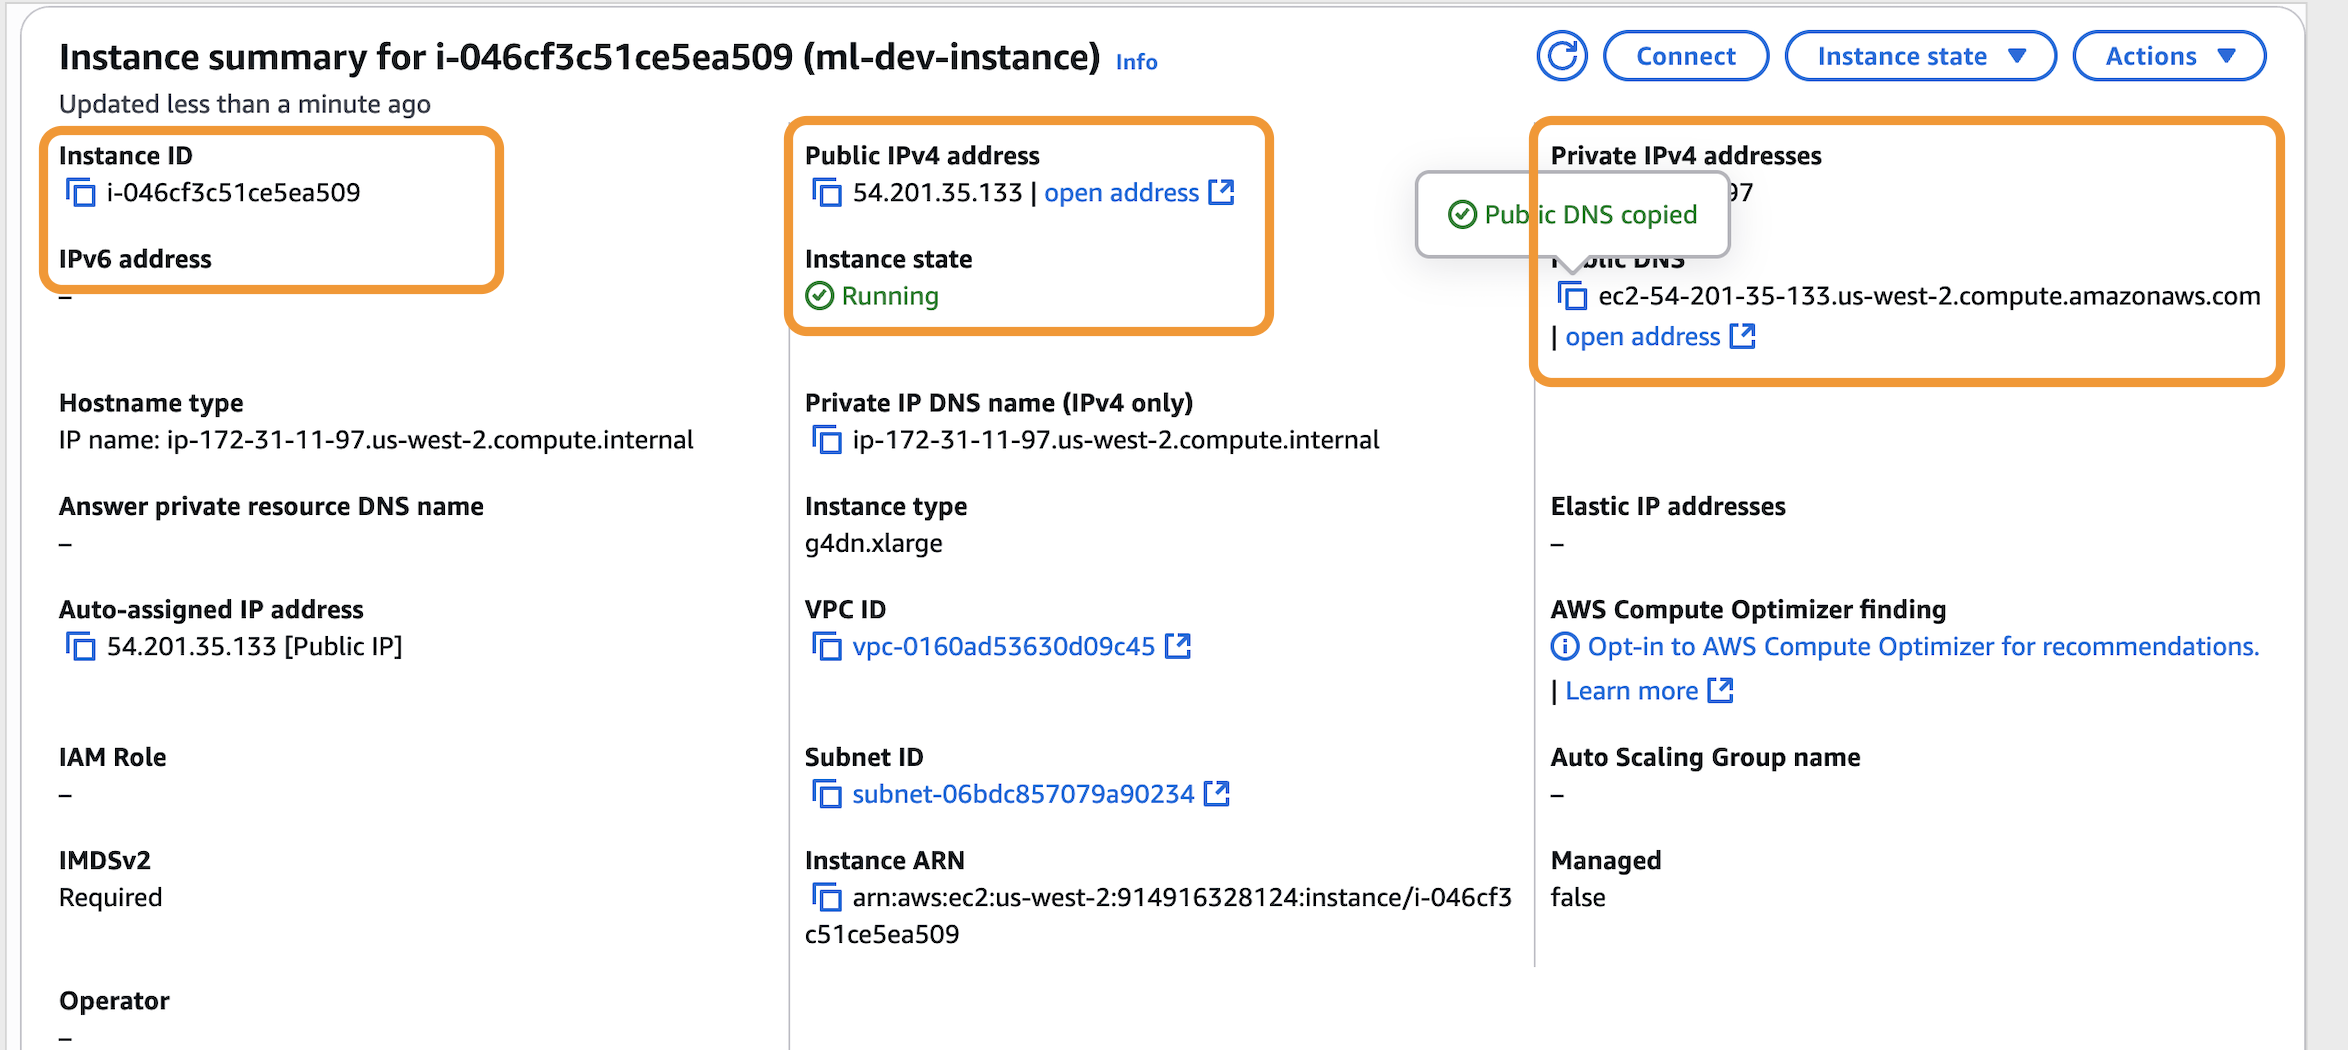 Instance summary for i-046cf3c51ce5ea509 (ml-dev-instance) Info
Connect
Instance state
Actions
Updated less than a minute ago
Instance ID
i-046cf3c51ce5ea509
Public IPv4 address
54.201.35.133 | open address
Private IPv4 addresses
97
Public DNS copied
IPv6 address
–
Instance state
Running
Public DNS
ec2-54-201-35-133.us-west-2.compute.amazonaws.com
| open address
Hostname type
IP name: ip-172-31-11-97.us-west-2.compute.internal
Private IP DNS name (IPv4 only)
ip-172-31-11-97.us-west-2.compute.internal
Answer private resource DNS name
–
Instance type
g4dn.xlarge
Elastic IP addresses
–
Auto-assigned IP address
54.201.35.133 [Public IP]
VPC ID
vpc-0160ad53630d09c45
AWS Compute Optimizer finding
Opt-in to AWS Compute Optimizer for recommendations.
| Learn more
IAM Role
–
Subnet ID
subnet-06bdc857079a90234
Auto Scaling Group name
–
IMDSv2
Required
Instance ARN
arn:aws:ec2:us-west-2:914916328124:instance/i-046cf3
c51ce5ea509
Managed
false
Operator
–